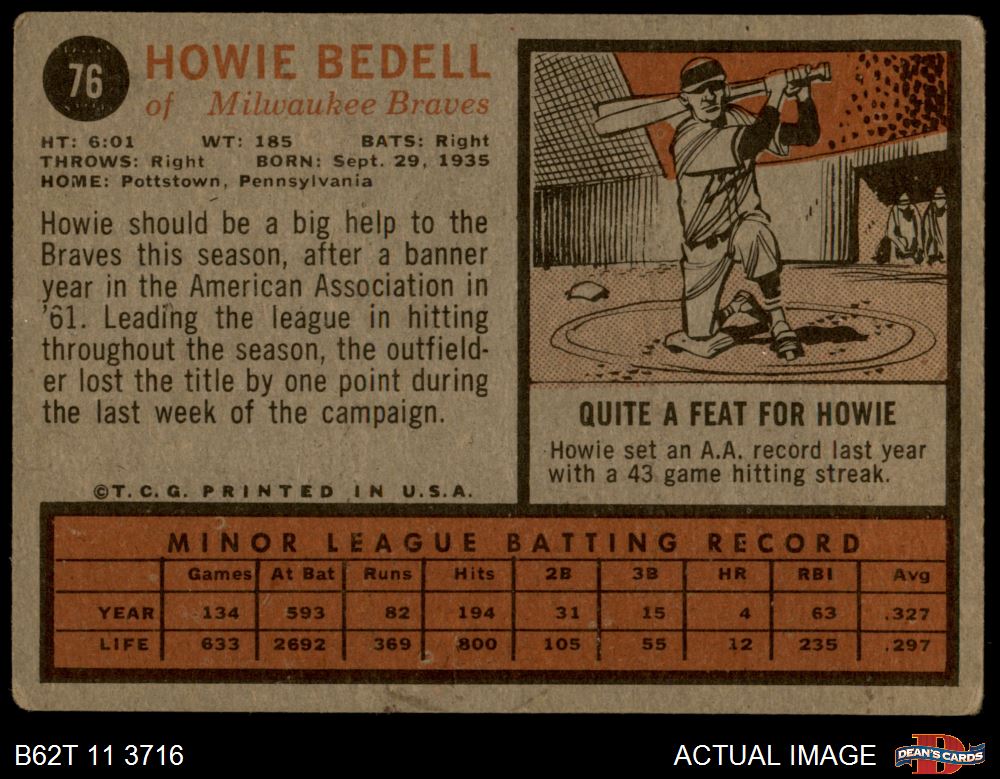 76
HOWIE BEDELL
of Milwaukee Braves
HT: 6:01 WT: 185 BATS: Right
THROWS: Right BORN: Sept. 29, 1935
HOME: Pottstown, Pennsylvania
Howie should be a big help to the
Braves this season, after a banner
year in the American Association in
'61. Leading the league in hitting
throughout the season, the outfield-
er lost the title by one point during
the last week of the campaign.
©T.C.G. PRINTED IN U.S.A.
QUITE A FEAT FOR HOWIE
Howie set an A.A. record last year
with a 43 game hitting streak.
MINOR LEAGUE BATTING RECORD
Games At Bat Runs Hits 2B 3B HR RBI Avg
YEAR 134 593 82 194 31 15 4 63 .327
LIFE 633 2692 369 800 105 55 12 235 .297
B62T 11 3716
ACTUAL IMAGE
D
DEAN'S CARDS